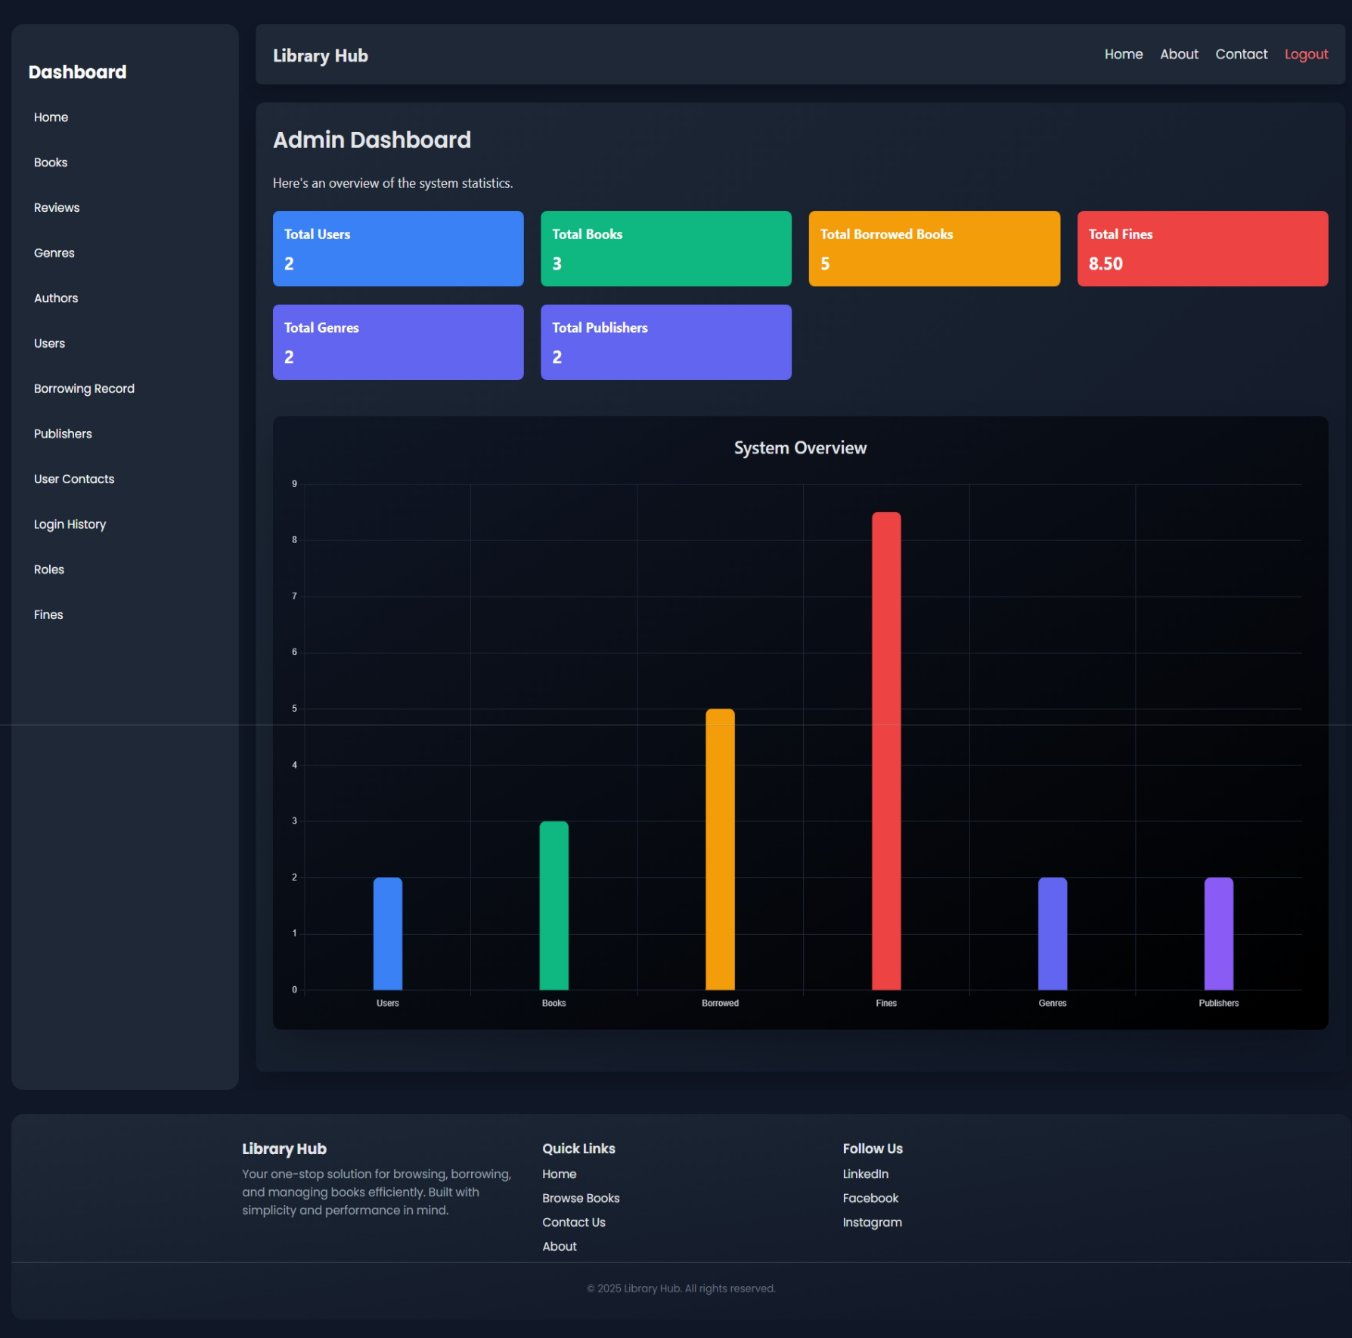 Dashboard
Home
Books
Reviews
Genres
Authors
Users
Borrowing Record
Publishers
User Contacts
Login History
Roles
Fines
Library Hub
Home About Contact Logout
Admin Dashboard
Here's an overview of the system statistics.
Total Users
2
Total Books
3
Total Borrowed Books
5
Total Fines
8.50
Total Genres
2
Total Publishers
2
System Overview
9
8
7
6
5
4
3
2
1
0
Users Books Borrowed Fines Genres Publishers
Library Hub
Your one-stop solution for browsing, borrowing,
and managing books efficiently. Built with
simplicity and performance in mind.
Quick Links
Home
Browse Books
Contact Us
About
Follow Us
LinkedIn
Facebook
Instagram
© 2025 Library Hub. All rights reserved.